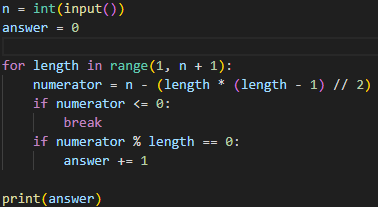 n = int(input())
answer = 0

for length in range(1, n + 1):
    numerator = n - (length * (length - 1) // 2)
    if numerator <= 0:
        break
    if numerator % length == 0:
        answer += 1

print(answer)